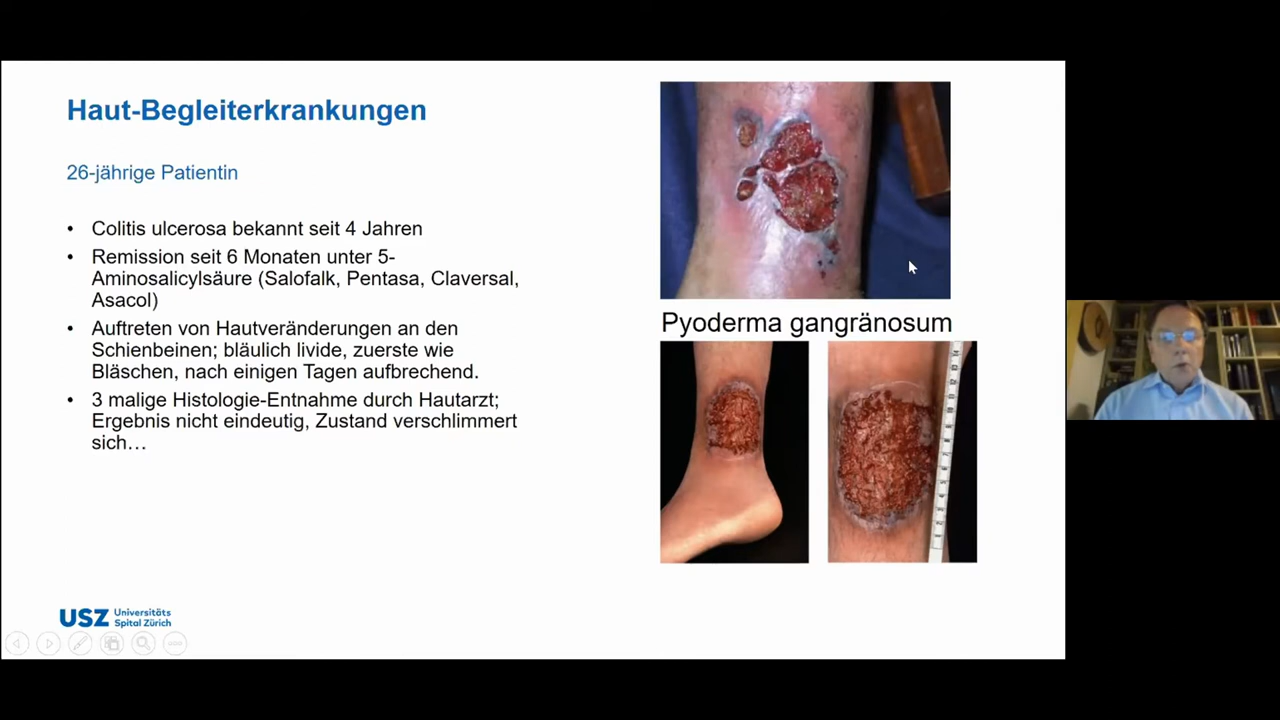 Haut-Begleiterkrankungen
26-jährige Patientin
• Colitis ulcerosa bekannt seit 4 Jahren
• Remission seit 6 Monaten unter 5-
Aminosalicylsäure (Salofalk, Pentasa, Claversal,
Asacol)
• Auftreten von Hautveränderungen an den
Schienbeinen; bläulich livide, zuerste wie
Bläschen, nach einigen Tagen aufbrechend.
• 3 malige Histologie-Entnahme durch Hautarzt;
Ergebnis nicht eindeutig, Zustand verschlimmert
sich…
Pyoderma gangränosum
USZ Universitäts
Spital Zürich